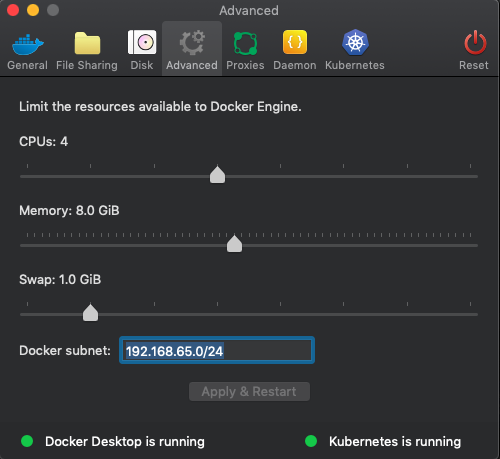 Advanced
General File Sharing Disk Advanced Proxies Daemon Kubernetes Reset
Limit the resources available to Docker Engine.
CPUs: 4
Memory: 8.0 GiB
Swap: 1.0 GiB
Docker subnet: 192.168.65.0/24
Apply & Restart
Docker Desktop is running Kubernetes is running